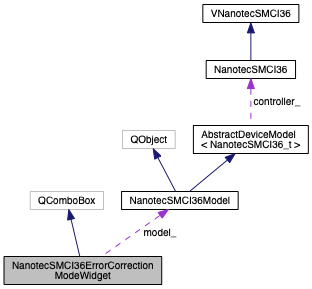 VNanotecSMCI36
NanotecSMCI36
controller_
QObject
AbstractDeviceModel
< NanotecSMCI36_t >
QComboBox
NanotecSMCI36Model
model_
NanotecSMCI36ErrorCorrection
ModeWidget